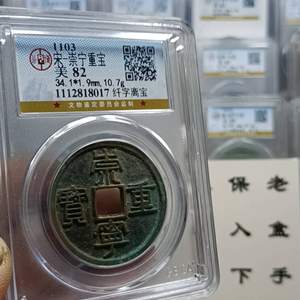 1103
宋·崇宁重宝
美 82
34.1*1.9mm,10.7g
1112818017 纤字离宝
★ 文物鉴定委员会监制 ★
崇
寶 重
寧
保 老
入 盒
下 手